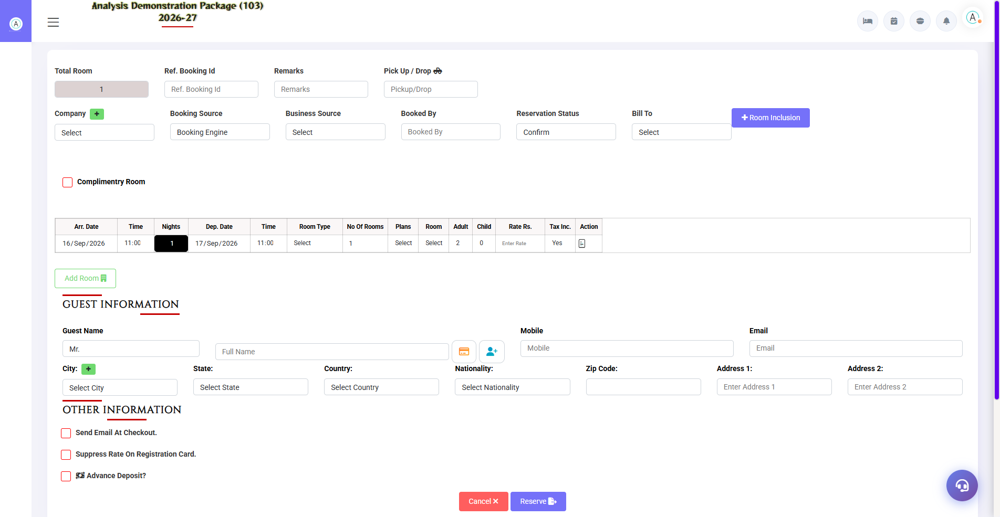 Analysis Demonstration Package (103)
2026-27
A
A
Total Room
Ref. Booking Id
Remarks
Pick Up / Drop
1
Ref. Booking Id
Remarks
Pickup/Drop
Company
Booking Source
Business Source
Booked By
Reservation Status
Bill To
Room Inclusion
Select
Booking Engine
Select
Booked By
Confirm
Select
Complimentry Room
Arr. Date Time Nights Dep. Date Time Room Type No Of Rooms Plans Room Adult Child Rate Rs. Tax Inc. Action
16/Sep/2026 11:00 1 17/Sep/2026 11:00 Select 1 Select Select 2 0 Enter Rate Yes
Add Room
GUEST INFORMATION
Guest Name
Mobile
Email
Mr.
Full Name
Mobile
Email
City:
State:
Country:
Nationality:
Zip Code:
Address 1:
Address 2:
Select City
Select State
Select Country
Select Nationality
Enter Address 1
Enter Address 2
OTHER INFORMATION
Send Email At Checkout.
Suppress Rate On Registration Card.
Advance Deposit?
Cancel
Reserve